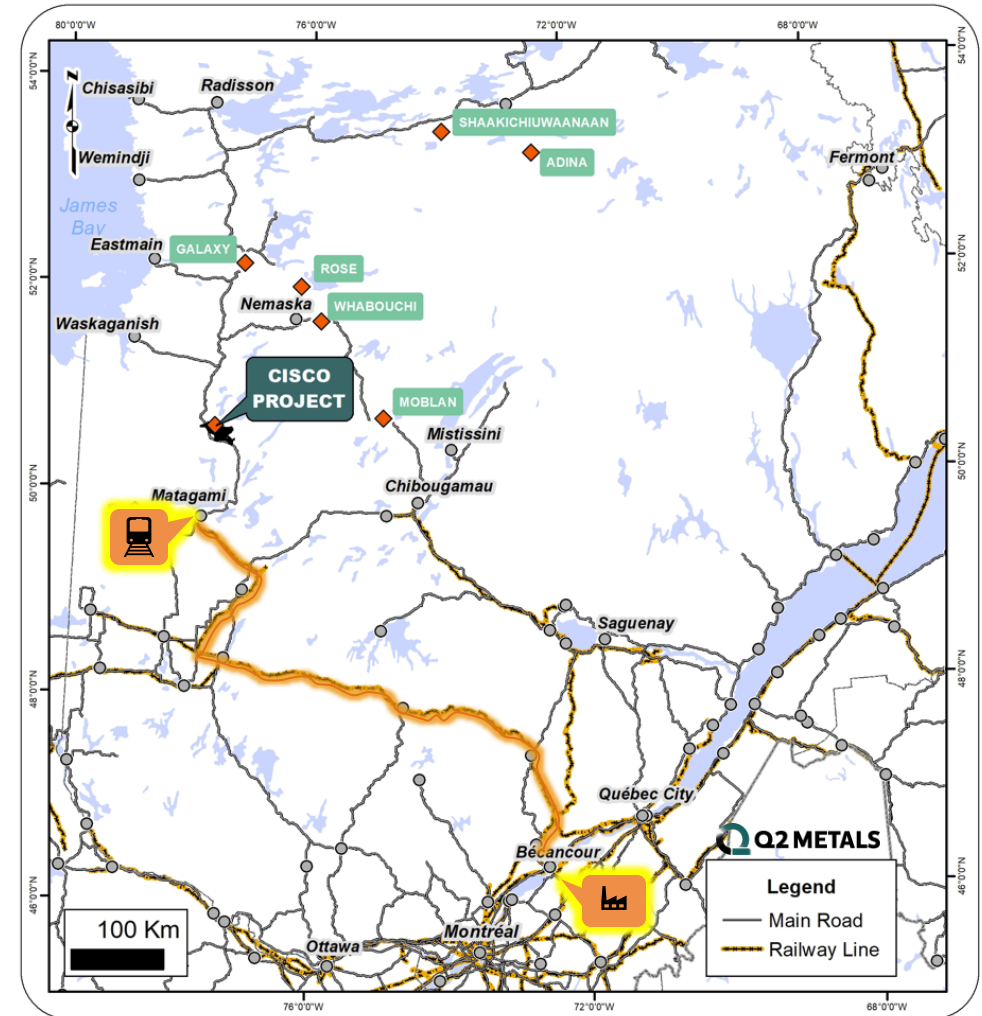 80°0'0"W
76°0'0"W
72°0'0"W
68°0'0"W
54°0'0"N
54°0'0"N
N
Chisasibi
Radisson
SHAAKICHIUWAANAAN
ADINA
Wemindji
Fermont
James
Bay
Eastmain
GALAXY
52°0'0"N
52°0'0"N
ROSE
Nemaska
WHABOUCHI
Waskaganish
CISCO
PROJECT
MOBLAN
Mistissini
50°0'0"N
50°0'0"N
Chibougamau
Matagami
Saguenay
48°0'0"N
48°0'0"N
Québec City
Q2 METALS
Bécancour
46°0'0"N
46°0'0"N
Legend
Main Road
Railway Line
100 Km
Montréal
Ottawa
76°0'0"W
72°0'0"W
68°0'0"W